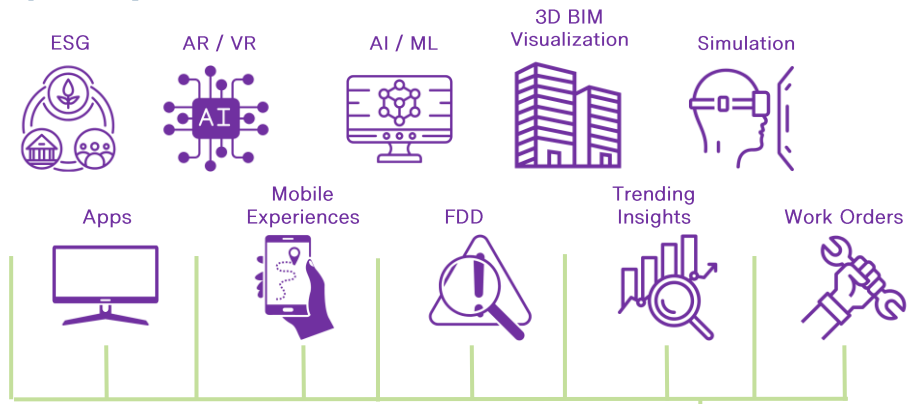 ESG
AR / VR
AI / ML
3D BIM
Visualization
Simulation
AI
Apps
Mobile
Experiences
FDD
Trending
Insights
Work Orders